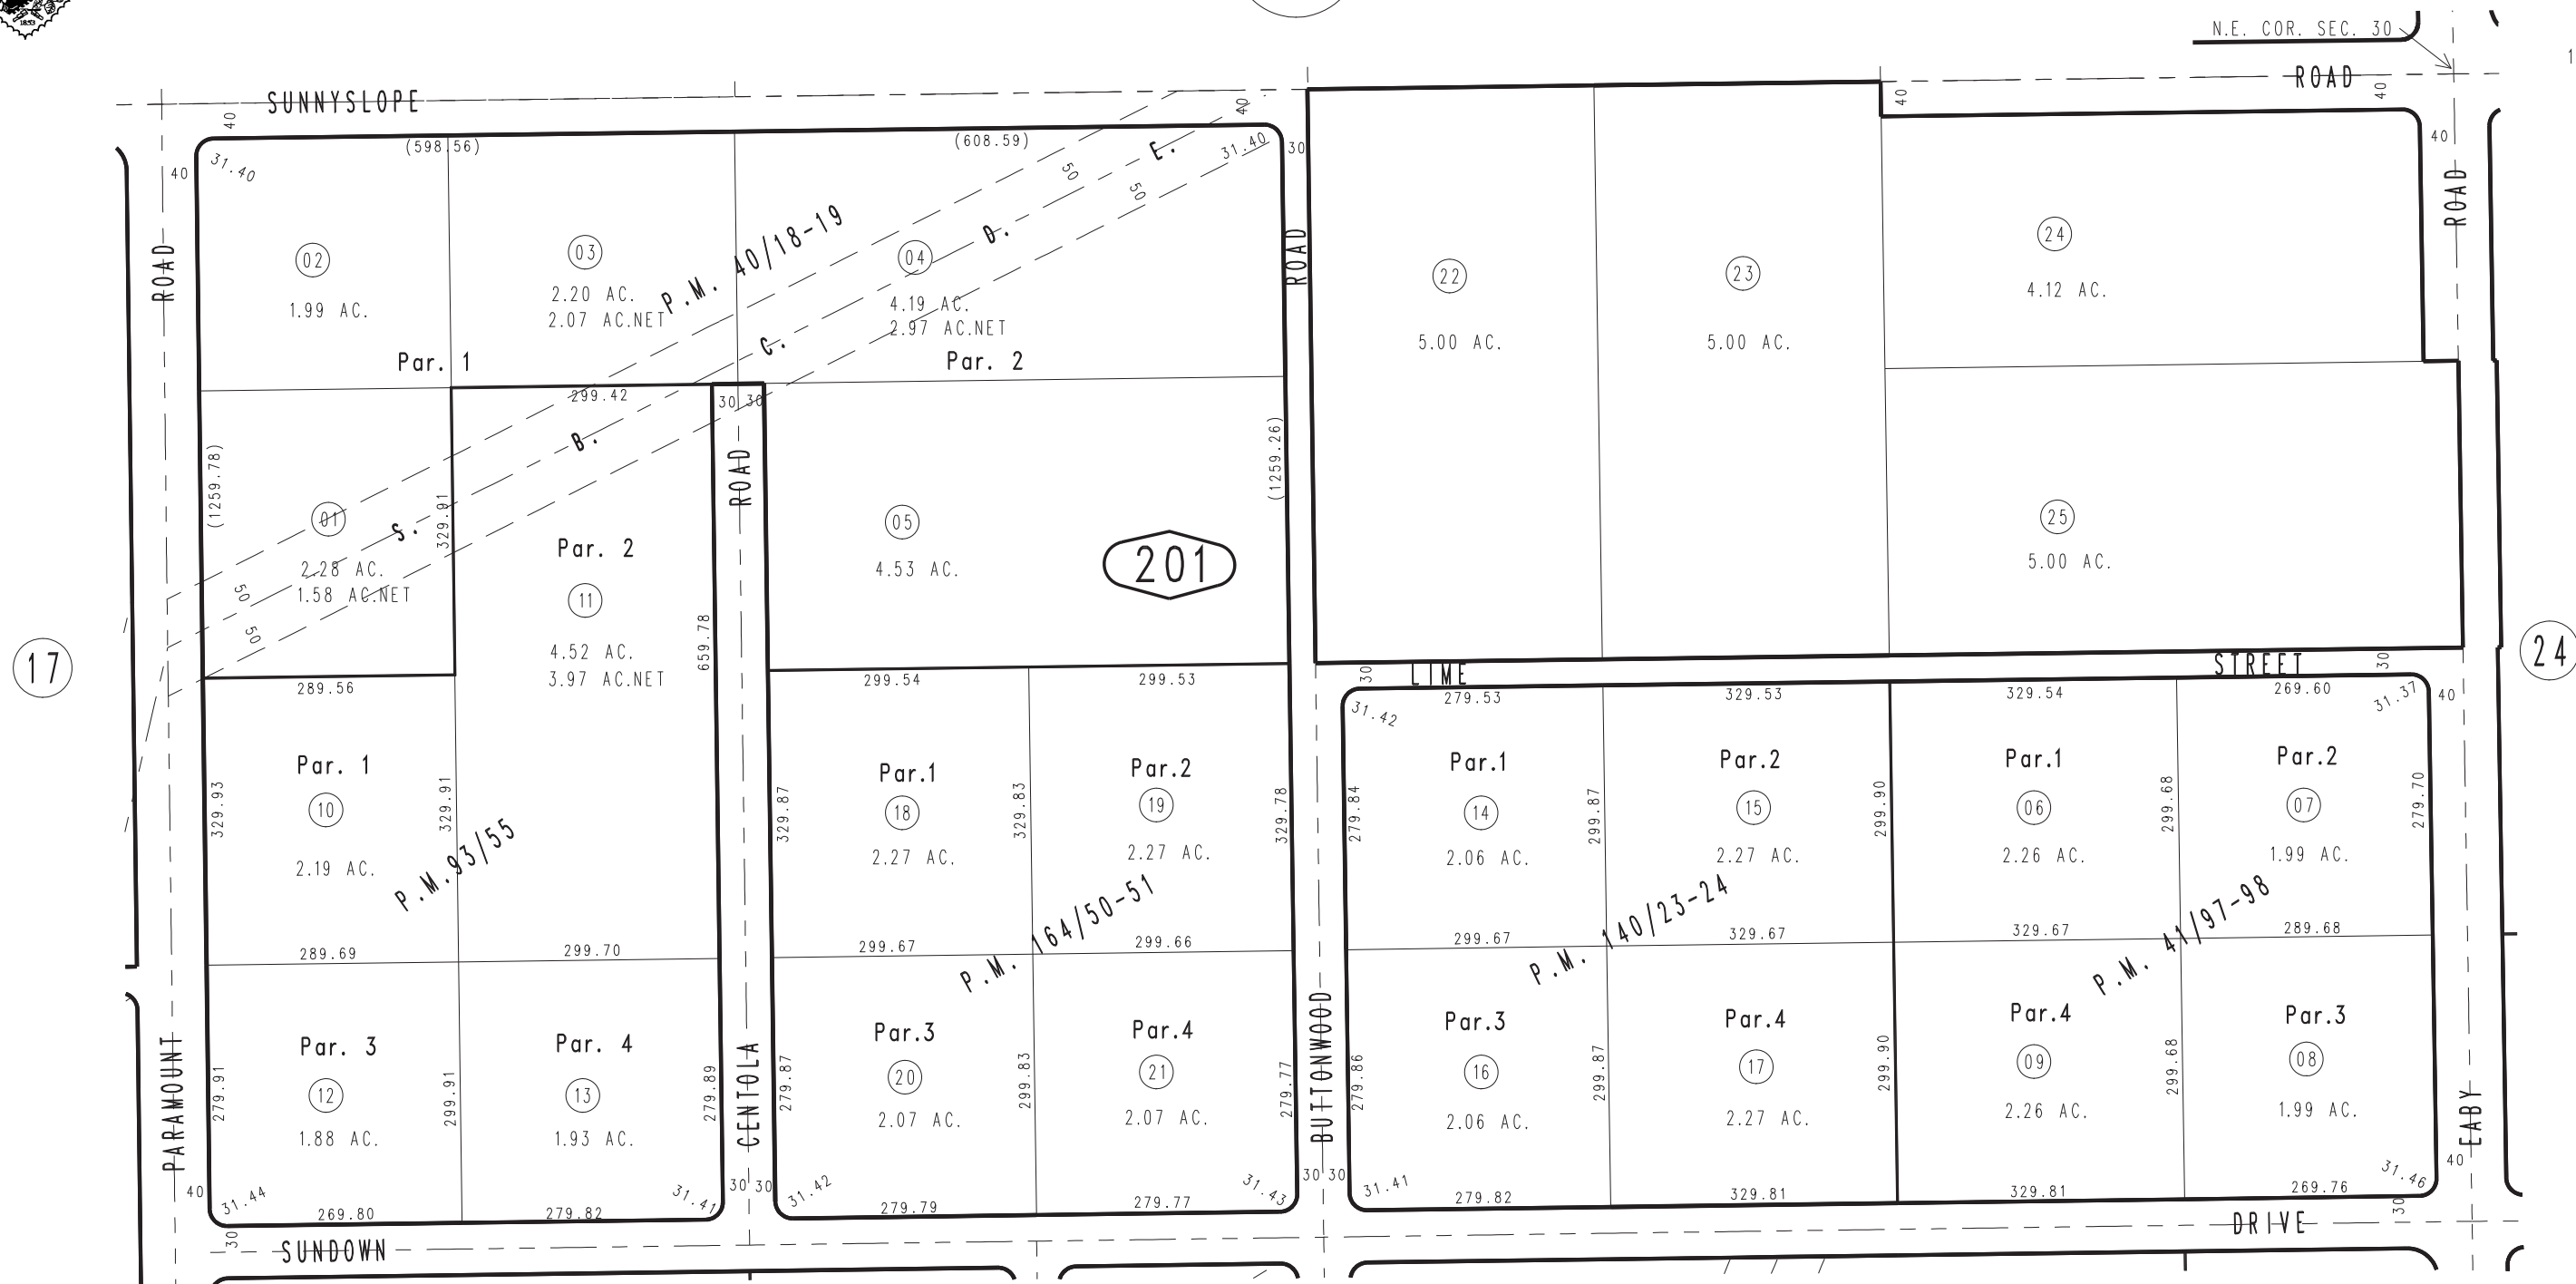 1853
N.E. COR. SEC. 30
SUNNYSLOPE
ROAD
40
40
40
40
(598.56)
(608.59)
31.40
31.40
40
30
40
ROAD
ROAD
ROAD
02
1.99 AC.
Par. 1
03
2.20 AC.
2.07 AC.NET
P.M. 40/18-19
04
4.19 AC.
2.97 AC.NET
Par. 2
50
50
S. B. C. D. E.
22
5.00 AC.
23
5.00 AC.
24
4.12 AC.
25
5.00 AC.
299.42
30 30
(1259.78)
329.91
01
2.28 AC.
1.58 AC.NET
50
50
289.56
Par. 2
11
4.52 AC.
3.97 AC.NET
659.78
ROAD
05
4.53 AC.
201
(1259.26)
17
24
LIME
STREET
30
30
299.54
299.53
279.53
329.53
329.54
269.60
31.42
31.37
40
Par. 1
10
2.19 AC.
329.93
329.91
P.M.93/55
289.69
299.70
Par.1
18
2.27 AC.
329.87
329.83
Par.2
19
2.27 AC.
329.78
P.M. 164/50-51
299.67
299.66
Par.1
14
2.06 AC.
279.84
299.87
Par.2
15
2.27 AC.
299.90
P.M. 140/23-24
299.67
329.67
Par.1
06
2.26 AC.
299.68
Par.2
07
1.99 AC.
279.70
P.M. 41/97-98
329.67
289.68
Par. 3
12
1.88 AC.
279.91
299.91
Par. 4
13
1.93 AC.
279.89
Par.3
20
2.07 AC.
279.87
299.83
Par.4
21
2.07 AC.
279.77
Par.3
16
2.06 AC.
279.86
299.87
Par.4
17
2.27 AC.
299.90
Par.4
09
2.26 AC.
299.68
Par.3
08
1.99 AC.
PARAMOUNT
CENTOLA
BUTTONWOOD
EABY
40
31.44
269.80
279.82
31.41
30 30
31.42
279.79
279.77
31.43
30 30
31.41
279.82
329.81
329.81
269.76
31.46
40
30
SUNDOWN
DRIVE
30